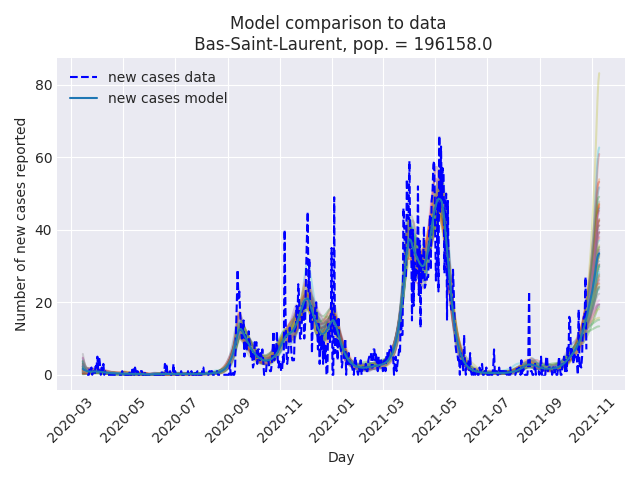 Model comparison to data
Bas-Saint-Laurent, pop. = 196158.0
new cases data
new cases model
Number of new cases reported
80
60
40
20
0
2020-03
2020-05
2020-07
2020-09
2020-11
2021-01
2021-03
2021-05
2021-07
2021-09
2021-11
Day